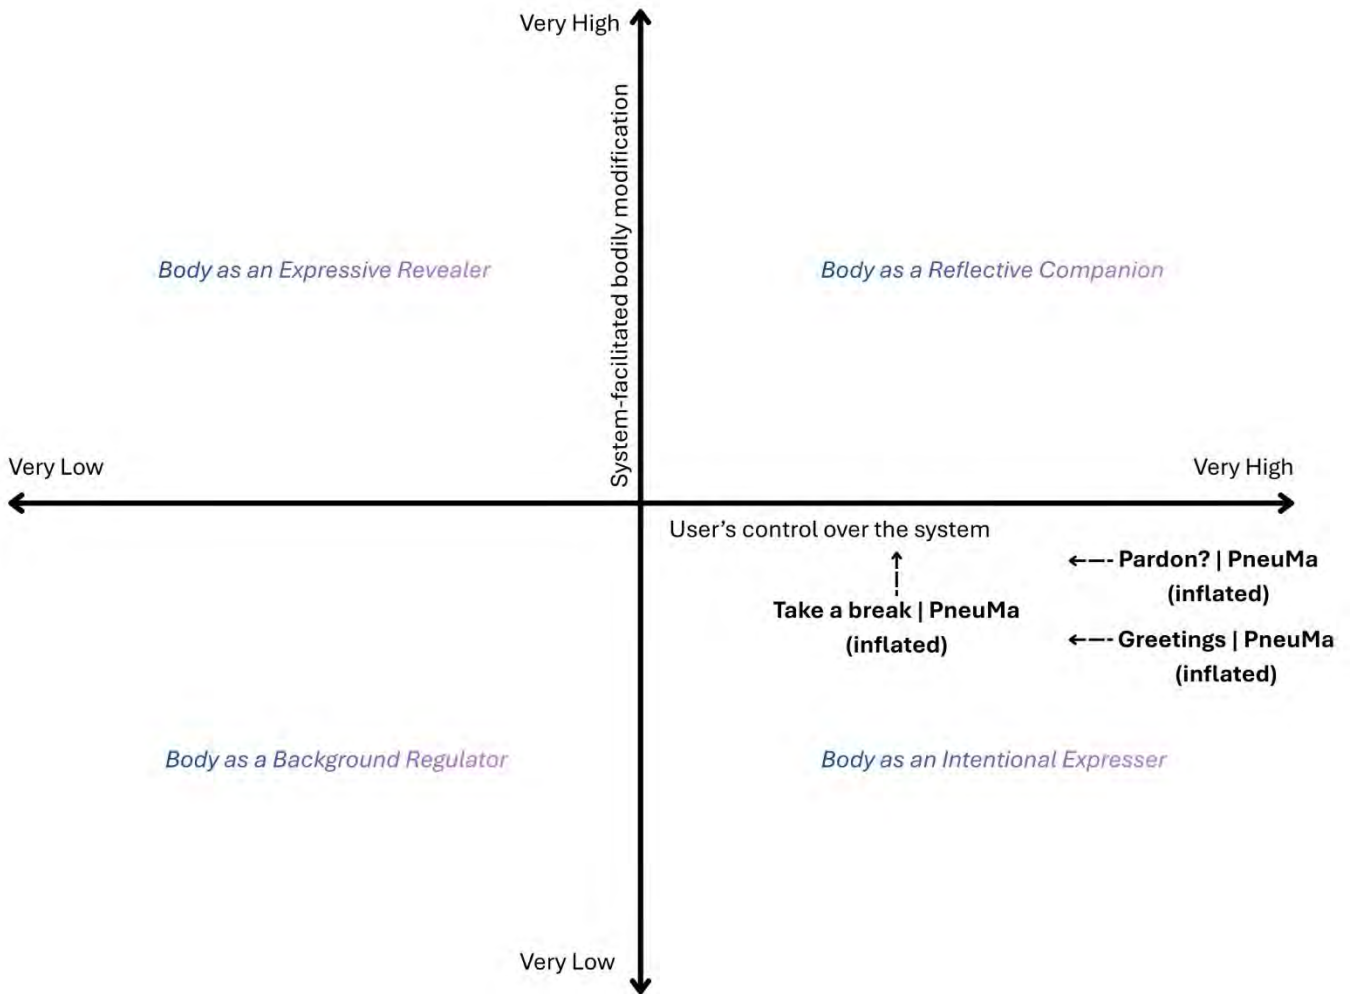 Very High
System-facilitated bodily modification
Body as an Expressive Revealer
Body as a Reflective Companion
Very Low
Very High
User's control over the system
Pardon? | PneuMa
(inflated)
Take a break | PneuMa
(inflated)
Greetings | PneuMa
(inflated)
Body as a Background Regulator
Body as an Intentional Expresser
Very Low